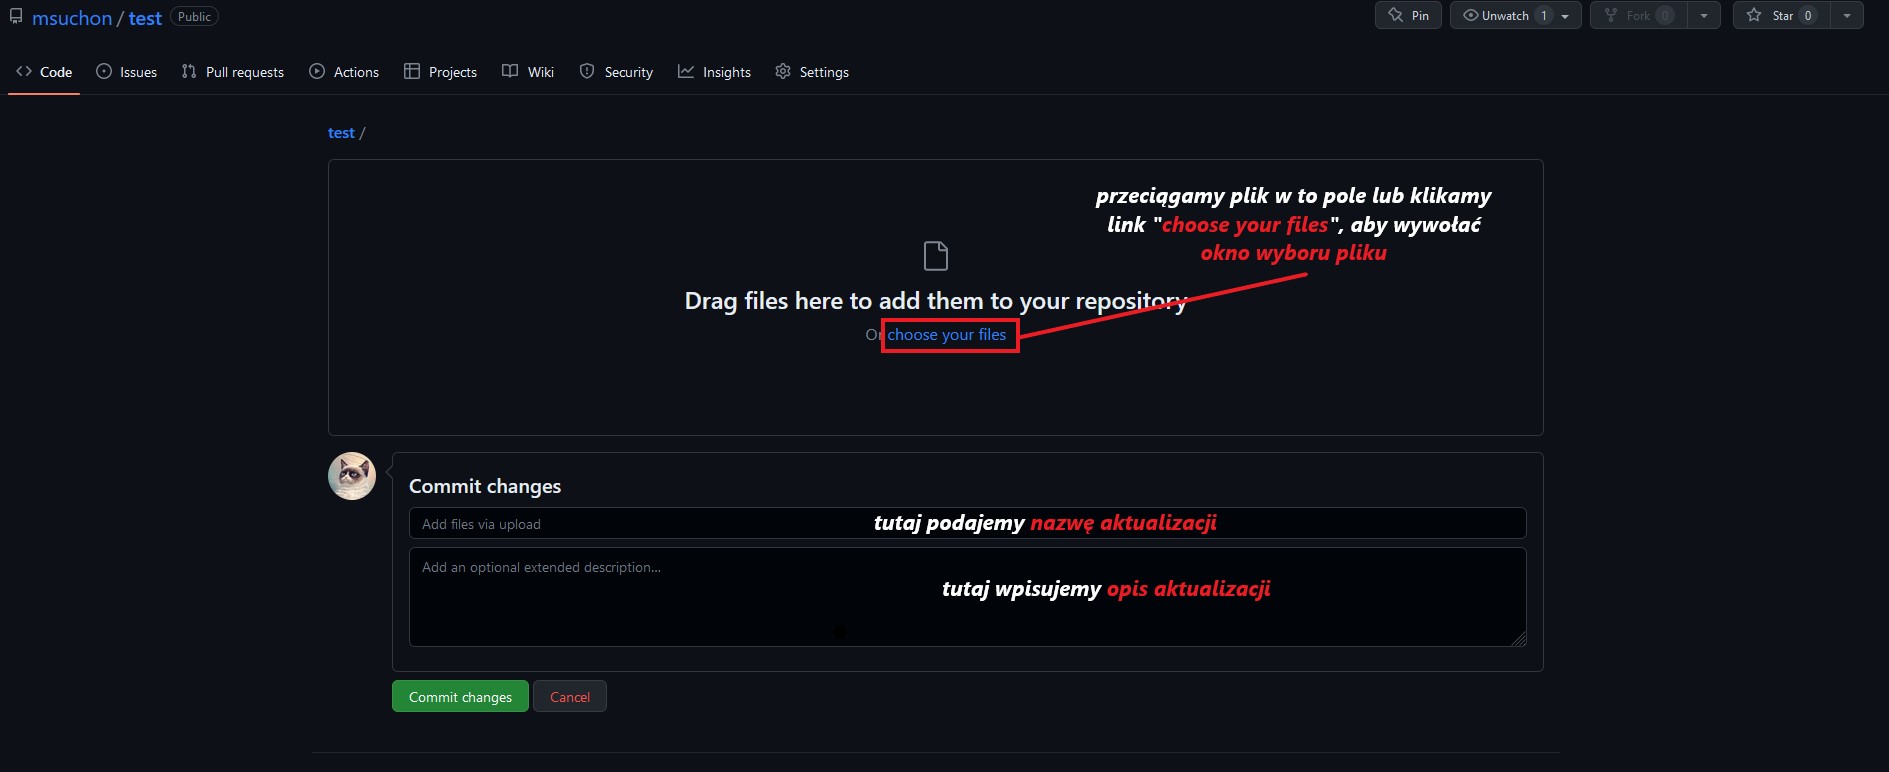 msuchon / test Public
Pin Unwatch 1 Fork 0 Star 0
Code Issues Pull requests Actions Projects Wiki Security Insights Settings
test /
przeciągamy plik w to pole lub klikamy
link "choose your files", aby wywołać
okno wyboru pliku
Drag files here to add them to your repository
Or choose your files
Commit changes
Add files via upload
tutaj podajemy nazwę aktualizacji
Add an optional extended description...
tutaj wpisujemy opis aktualizacji
Commit changes Cancel